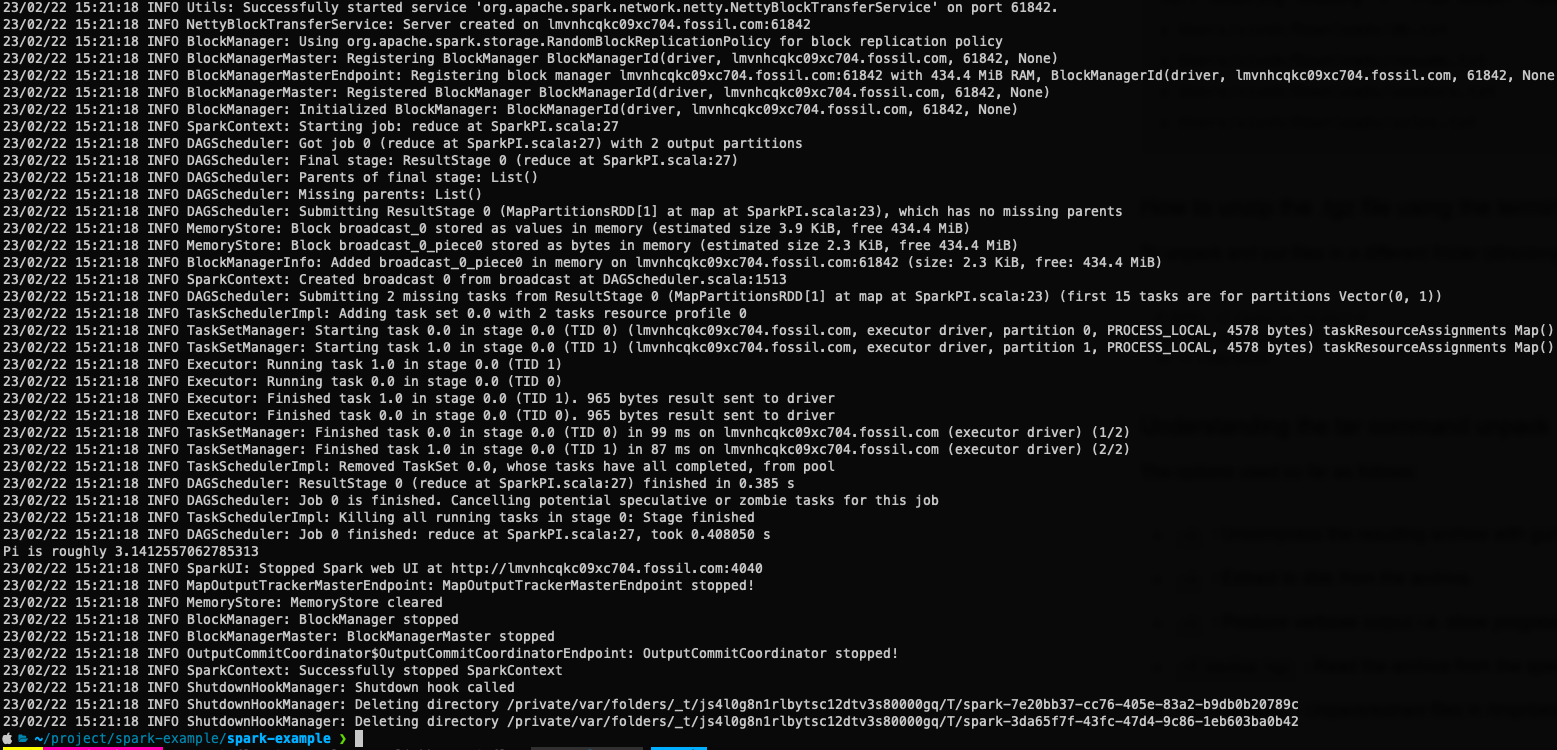 23/02/22 15:21:18 INFO Utils: Successfully started service 'org.apache.spark.network.netty.NettyBlockTransferService' on port 61842.
23/02/22 15:21:18 INFO NettyBlockTransferService: Server created on lmvnhcqkc09xc704.fossil.com:61842
23/02/22 15:21:18 INFO BlockManager: Using org.apache.spark.storage.RandomBlockReplicationPolicy for block replication policy
23/02/22 15:21:18 INFO BlockManagerMaster: Registering BlockManager BlockManagerId(driver, lmvnhcqkc09xc704.fossil.com, 61842, None)
23/02/22 15:21:18 INFO BlockManagerMasterEndpoint: Registering block manager lmvnhcqkc09xc704.fossil.com:61842 with 434.4 MiB RAM, BlockManagerId(driver, lmvnhcqkc09xc704.fossil.com, 61842, None
23/02/22 15:21:18 INFO BlockManagerMaster: Registered BlockManager BlockManagerId(driver, lmvnhcqkc09xc704.fossil.com, 61842, None)
23/02/22 15:21:18 INFO BlockManager: Initialized BlockManager: BlockManagerId(driver, lmvnhcqkc09xc704.fossil.com, 61842, None)
23/02/22 15:21:18 INFO SparkContext: Starting job: reduce at SparkPI.scala:27
23/02/22 15:21:18 INFO DAGScheduler: Got job 0 (reduce at SparkPI.scala:27) with 2 output partitions
23/02/22 15:21:18 INFO DAGScheduler: Final stage: ResultStage 0 (reduce at SparkPI.scala:27)
23/02/22 15:21:18 INFO DAGScheduler: Parents of final stage: List()
23/02/22 15:21:18 INFO DAGScheduler: Missing parents: List()
23/02/22 15:21:18 INFO DAGScheduler: Submitting ResultStage 0 (MapPartitionsRDD[1] at map at SparkPI.scala:23), which has no missing parents
23/02/22 15:21:18 INFO MemoryStore: Block broadcast_0 stored as values in memory (estimated size 3.9 KiB, free 434.4 MiB)
23/02/22 15:21:18 INFO MemoryStore: Block broadcast_0_piece0 stored as bytes in memory (estimated size 2.3 KiB, free 434.4 MiB)
23/02/22 15:21:18 INFO BlockManagerInfo: Added broadcast_0_piece0 in memory on lmvnhcqkc09xc704.fossil.com:61842 (size: 2.3 KiB, free: 434.4 MiB)
23/02/22 15:21:18 INFO SparkContext: Created broadcast 0 from broadcast at DAGScheduler.scala:1513
23/02/22 15:21:18 INFO DAGScheduler: Submitting 2 missing tasks from ResultStage 0 (MapPartitionsRDD[1] at map at SparkPI.scala:23) (first 15 tasks are for partitions Vector(0, 1))
23/02/22 15:21:18 INFO TaskSchedulerImpl: Adding task set 0.0 with 2 tasks resource profile 0
23/02/22 15:21:18 INFO TaskSetManager: Starting task 0.0 in stage 0.0 (TID 0) (lmvnhcqkc09xc704.fossil.com, executor driver, partition 0, PROCESS_LOCAL, 4578 bytes) taskResourceAssignments Map()
23/02/22 15:21:18 INFO TaskSetManager: Starting task 1.0 in stage 0.0 (TID 1) (lmvnhcqkc09xc704.fossil.com, executor driver, partition 1, PROCESS_LOCAL, 4578 bytes) taskResourceAssignments Map()
23/02/22 15:21:18 INFO Executor: Running task 1.0 in stage 0.0 (TID 1)
23/02/22 15:21:18 INFO Executor: Running task 0.0 in stage 0.0 (TID 0)
23/02/22 15:21:18 INFO Executor: Finished task 1.0 in stage 0.0 (TID 1). 965 bytes result sent to driver
23/02/22 15:21:18 INFO Executor: Finished task 0.0 in stage 0.0 (TID 0). 965 bytes result sent to driver
23/02/22 15:21:18 INFO TaskSetManager: Finished task 0.0 in stage 0.0 (TID 0) in 99 ms on lmvnhcqkc09xc704.fossil.com (executor driver) (1/2)
23/02/22 15:21:18 INFO TaskSetManager: Finished task 1.0 in stage 0.0 (TID 1) in 87 ms on lmvnhcqkc09xc704.fossil.com (executor driver) (2/2)
23/02/22 15:21:18 INFO TaskSchedulerImpl: Removed TaskSet 0.0, whose tasks have all completed, from pool
23/02/22 15:21:18 INFO DAGScheduler: ResultStage 0 (reduce at SparkPI.scala:27) finished in 0.385 s
23/02/22 15:21:18 INFO DAGScheduler: Job 0 is finished. Cancelling potential speculative or zombie tasks for this job
23/02/22 15:21:18 INFO TaskSchedulerImpl: Killing all running tasks in stage 0: Stage finished
23/02/22 15:21:18 INFO DAGScheduler: Job 0 finished: reduce at SparkPI.scala:27, took 0.408050 s
Pi is roughly 3.1412557062785313
23/02/22 15:21:18 INFO SparkUI: Stopped Spark web UI at http://lmvnhcqkc09xc704.fossil.com:4040
23/02/22 15:21:18 INFO MapOutputTrackerMasterEndpoint: MapOutputTrackerMasterEndpoint stopped!
23/02/22 15:21:18 INFO MemoryStore: MemoryStore cleared
23/02/22 15:21:18 INFO BlockManager: BlockManager stopped
23/02/22 15:21:18 INFO BlockManagerMaster: BlockManagerMaster stopped
23/02/22 15:21:18 INFO OutputCommitCoordinator$OutputCommitCoordinatorEndpoint: OutputCommitCoordinator stopped!
23/02/22 15:21:18 INFO SparkContext: Successfully stopped SparkContext
23/02/22 15:21:18 INFO ShutdownHookManager: Shutdown hook called
23/02/22 15:21:18 INFO ShutdownHookManager: Deleting directory /private/var/folders/_t/js4l0g8n1rlbytsc12dtv3s80000gq/T/spark-7e20bb37-cc76-405e-83a2-b9db0b20789c
23/02/22 15:21:18 INFO ShutdownHookManager: Deleting directory /private/var/folders/_t/js4l0g8n1rlbytsc12dtv3s80000gq/T/spark-3da65f7f-43fc-47d4-9c86-1eb603ba0b42
~/project/spark-example/spark-example ❯